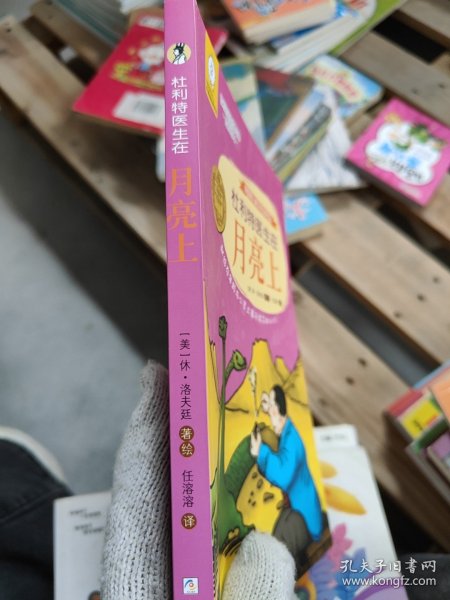 杜利特医生在
月亮上
[美]休·洛夫廷
著绘
任溶溶
译
杜利特医生在
月亮上
孔夫子旧书网
www.kongfz.com